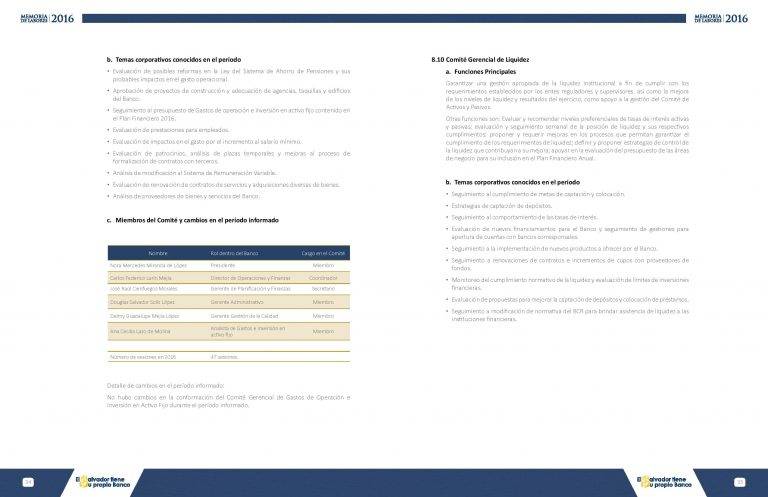 MEMORIA
DE LABORES 2016
b. Temas corporativos conocidos en el período
• Evaluación de posibles reformas en la Ley del Sistema de Ahorro de Pensiones y sus
probables impactos en el gasto operacional.
• Aprobación de proyectos de construcción y adecuación de agencias, taquillas y edificios
del Banco.
• Seguimiento al presupuesto de Gastos de operación e inversión en activo fijo contenido en
el Plan Financiero 2016.
• Evaluación de prestaciones para empleados.
• Evaluación de impactos en el gasto por el incremento al salario mínimo.
• Evaluación de patrocinios, análisis de plazas temporales y mejoras al proceso de
formalización de contratos con terceros.
• Análisis de modificación al Sistema de Remuneración Variable.
• Evaluación de renovación de contratos de servicios y adquisiciones diversas de bienes.
• Análisis de proveedores de bienes y servicios del Banco.
c. Miembros del Comité y cambios en el período informado
Nombre Rol dentro del Banco Cargo en el Comité
Nora Mercedes Miranda de López Presidenta Miembro
Carlos Federico Larín Mejía Director de Operaciones y Finanzas Coordinador
José Raúl Cienfuegos Morales Gerente de Planificación y Finanzas Secretario
Douglas Salvador Solís López Gerente Administrativo Miembro
Delmy Guadalupe Mejía López Gerente Gestión de la Calidad Miembro
Ana Cecilia Lazo de Molina Analista de Gastos e inversión en
activo fijo Miembro
Número de sesiones en 2016 47 sesiones.
Detalle de cambios en el período informado:
No hubo cambios en la conformación del Comité Gerencial de Gastos de Operación e
Inversión en Activo Fijo durante el período informado.
34
El Salvador tiene
su propio Banco
MEMORIA
DE LABORES 2016
8.10 Comité Gerencial de Liquidez
a. Funciones Principales
Garantizar una gestión apropiada de la liquidez institucional a fin de cumplir con los
requerimientos establecidos por los entes reguladores y supervisores, así como la mejora
de los niveles de liquidez y resultados del ejercicio, como apoyo a la gestión del Comité de
Activos y Pasivos.
Otras funciones son: Evaluar y recomendar niveles preferenciales de tasas de interés activas
y pasivas; evaluación y seguimiento semanal de la posición de liquidez y sus respectivos
cumplimientos; proponer y requerir mejoras en los procesos que permitan garantizar el
cumplimiento de los requerimientos de liquidez; definir y proponer estrategias de control de
la liquidez que contribuyan a su mejora; apoyar en la evaluación del presupuesto de las áreas
de negocio para su inclusión en el Plan Financiero Anual.
b. Temas corporativos conocidos en el período
• Seguimiento al cumplimiento de metas de captación y colocación.
• Estrategias de captación de depósitos.
• Seguimiento al comportamiento de las tasas de interés.
• Evaluación de nuevos financiamientos para el Banco y seguimiento de gestiones para
apertura de cuentas con bancos corresponsales.
• Seguimiento a la implementación de nuevos productos a ofrecer por el Banco.
• Seguimiento a renovaciones de contratos e incrementos de cupos con proveedores de
fondos.
• Monitoreo del cumplimiento normativo de la liquidez y evaluación de límites de inversiones
financieras.
• Evaluación de propuestas para mejorar la captación de depósitos y colocación de préstamos.
• Seguimiento a modificación de normativa del BCR para brindar asistencia de liquidez a las
instituciones financieras.
El Salvador tiene
su propio Banco
35